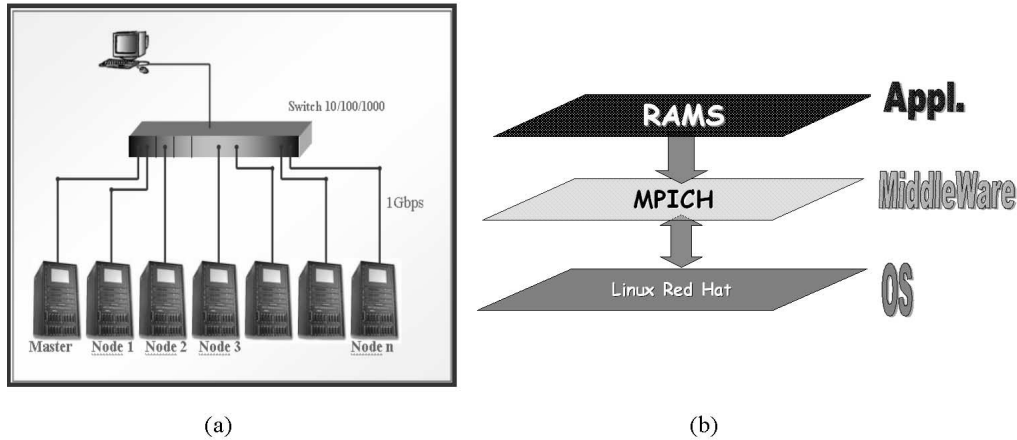 Switch 10/100/1000
1Gbps
Master Node 1 Node 2 Node 3 Node n
(a)
RAMS
Appl.
MPICH
MiddleWare
Linux Red Hat
OS
(b)